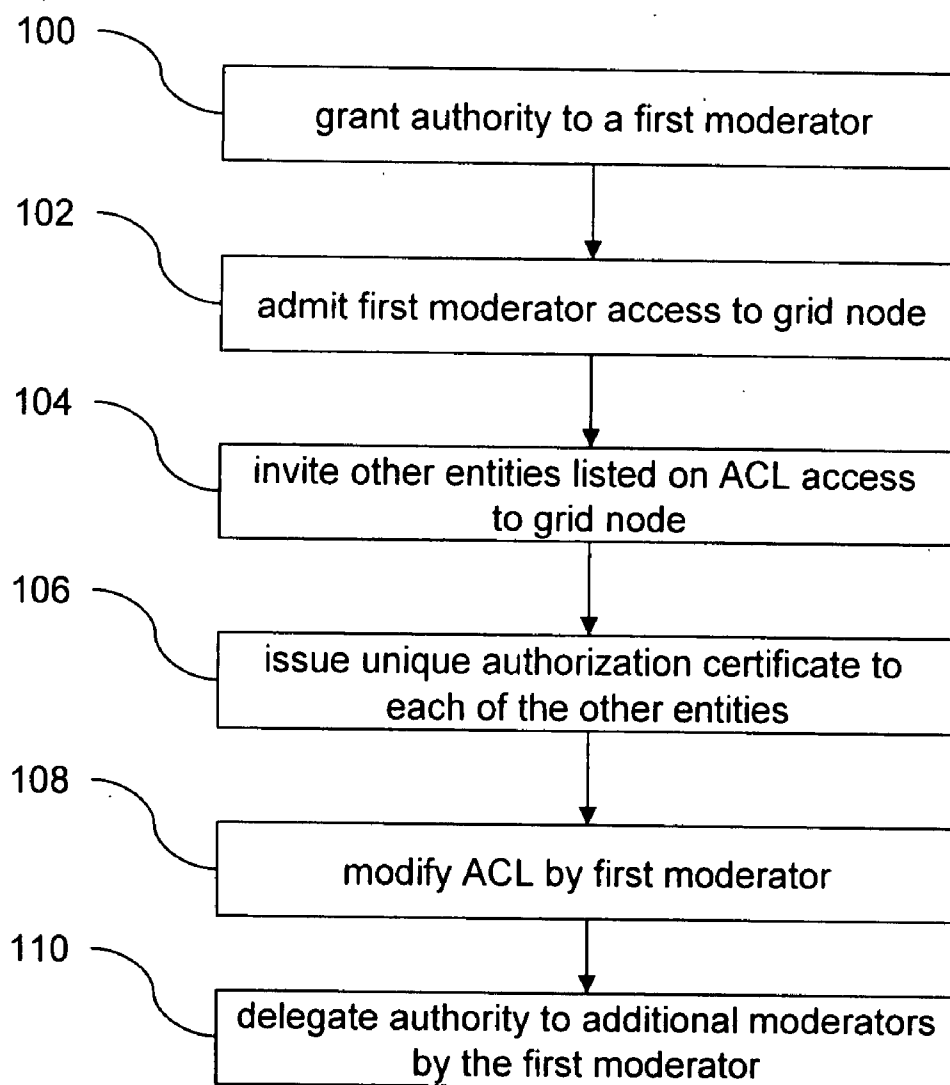 100
grant authority to a first moderator
102
admit first moderator access to grid node
104
invite other entities listed on ACL access
to grid node
106
issue unique authorization certificate to
each of the other entities
108
modify ACL by first moderator
110
delegate authority to additional moderators
by the first moderator